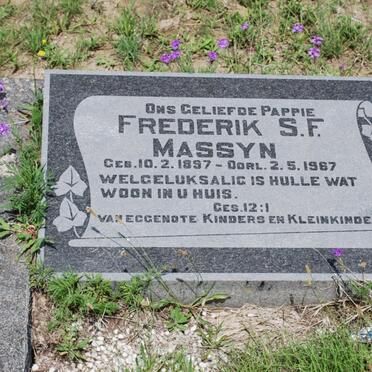 ONS GELIEFDE PAPPIE
FREDERIK S.F.
MASSYN
GEB. 10.2.1897 - OORL. 2.5.1967
WELGELUKSALIG IS HULLE WAT
WOON IN U HUIS.
GES. 12:1
VAN EGGENOTE KINDERS EN KLEINKINDE